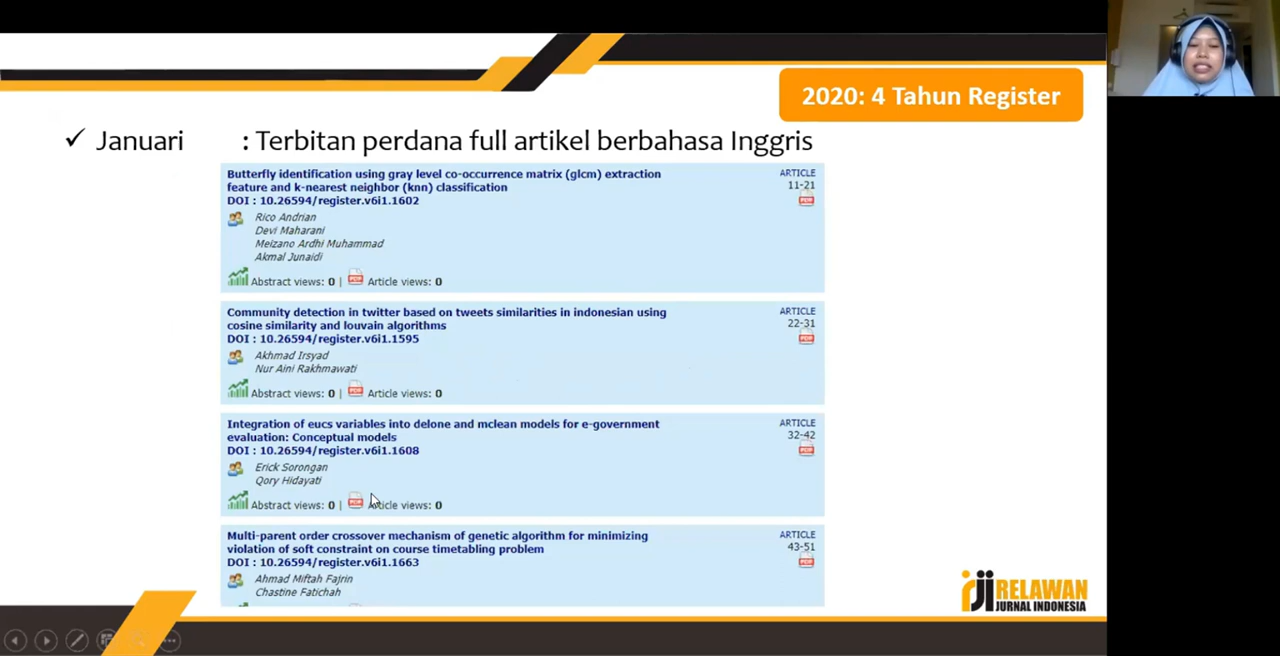 2020: 4 Tahun Register
✓ Januari : Terbitan perdana full artikel berbahasa Inggris
Butterfly identification using gray level co-occurrence matrix (glcm) extraction
feature and k-nearest neighbor (knn) classification
DOI : 10.26594/register.v6i1.1602
ARTICLE
11-21
PDF
Rico Andrian
Devi Maharani
Meizano Ardhi Muhammad
Akmal Junaidi
Abstract views: 0 | PDF Article views: 0
Community detection in twitter based on tweets similarities in indonesian using
cosine similarity and louvain algorithms
DOI : 10.26594/register.v6i1.1595
ARTICLE
22-31
PDF
Akhmad Irsyad
Nur Aini Rakhmawati
Abstract views: 0 | PDF Article views: 0
Integration of eucs variables into delone and mclean models for e-government
evaluation: Conceptual models
DOI : 10.26594/register.v6i1.1608
ARTICLE
32-42
PDF
Erick Sorongan
Qory Hidayati
Abstract views: 0 | PDF Article views: 0
Multi-parent order crossover mechanism of genetic algorithm for minimizing
violation of soft constraint on course timetabling problem
DOI : 10.26594/register.v6i1.1663
ARTICLE
43-51
PDF
Ahmad Miftah Fajrin
Chastine Fatichah
rji RELAWAN
JURNAL INDONESIA